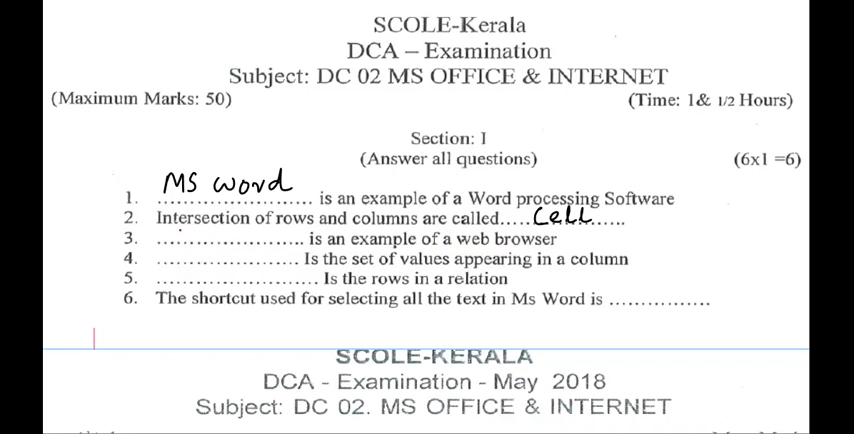 SCOLE-Kerala
DCA – Examination
Subject: DC 02 MS OFFICE & INTERNET
(Maximum Marks: 50) (Time: 1& 1/2 Hours)
Section: I
(Answer all questions) (6x1 =6)
MS word
1. ........................ is an example of a Word processing Software
2. Intersection of rows and columns are called.....cell......
3. ........................ is an example of a web browser
4. ........................ Is the set of values appearing in a column
5. ........................... Is the rows in a relation
6. The shortcut used for selecting all the text in Ms Word is ................
SCOLE-KERALA
DCA - Examination - May 2018
Subject: DC 02. MS OFFICE & INTERNET